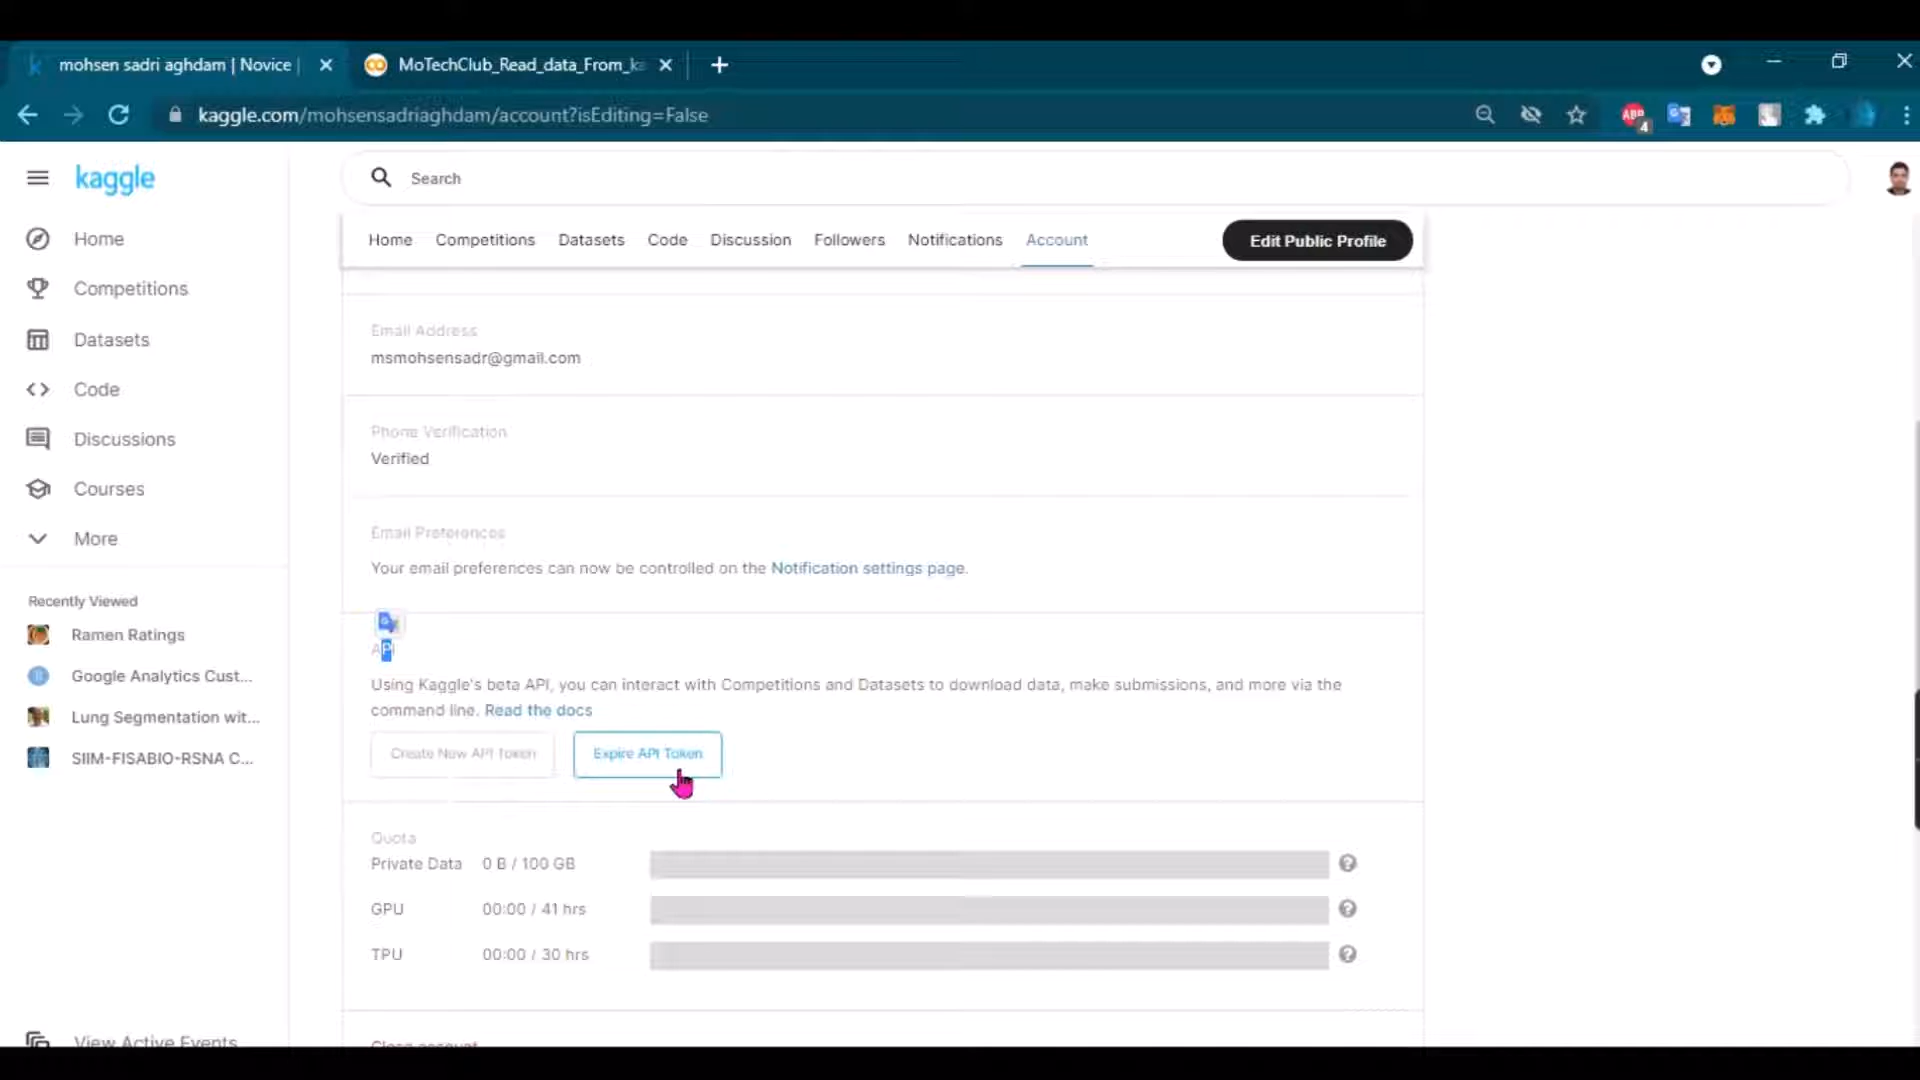 mohsen sadri aghdam | Novice
MoTechClub_Read_data_From_ka
kaggle.com/mohsensadriaghdam/account?isEditing=False
ABP
4
kaggle
Search
Home
Competitions
Datasets
Code
Discussion
Followers
Notifications
Account
Edit Public Profile
Home
Competitions
Datasets
Code
Discussions
Courses
More
Recently Viewed
Ramen Ratings
Google Analytics Cust...
Lung Segmentation wit...
SIIM-FISABIO-RSNA C...
View Active Events
Email Address
msmohsensadr@gmail.com
Phone Verification
Verified
Email Preferences
Your email preferences can now be controlled on the Notification settings page.
API
Using Kaggle's beta API, you can interact with Competitions and Datasets to download data, make submissions, and more via the
command line. Read the docs
Create New API Token
Expire API Token
Quota
Private Data 0 B / 100 GB
GPU 00:00 / 41 hrs
TPU 00:00 / 30 hrs